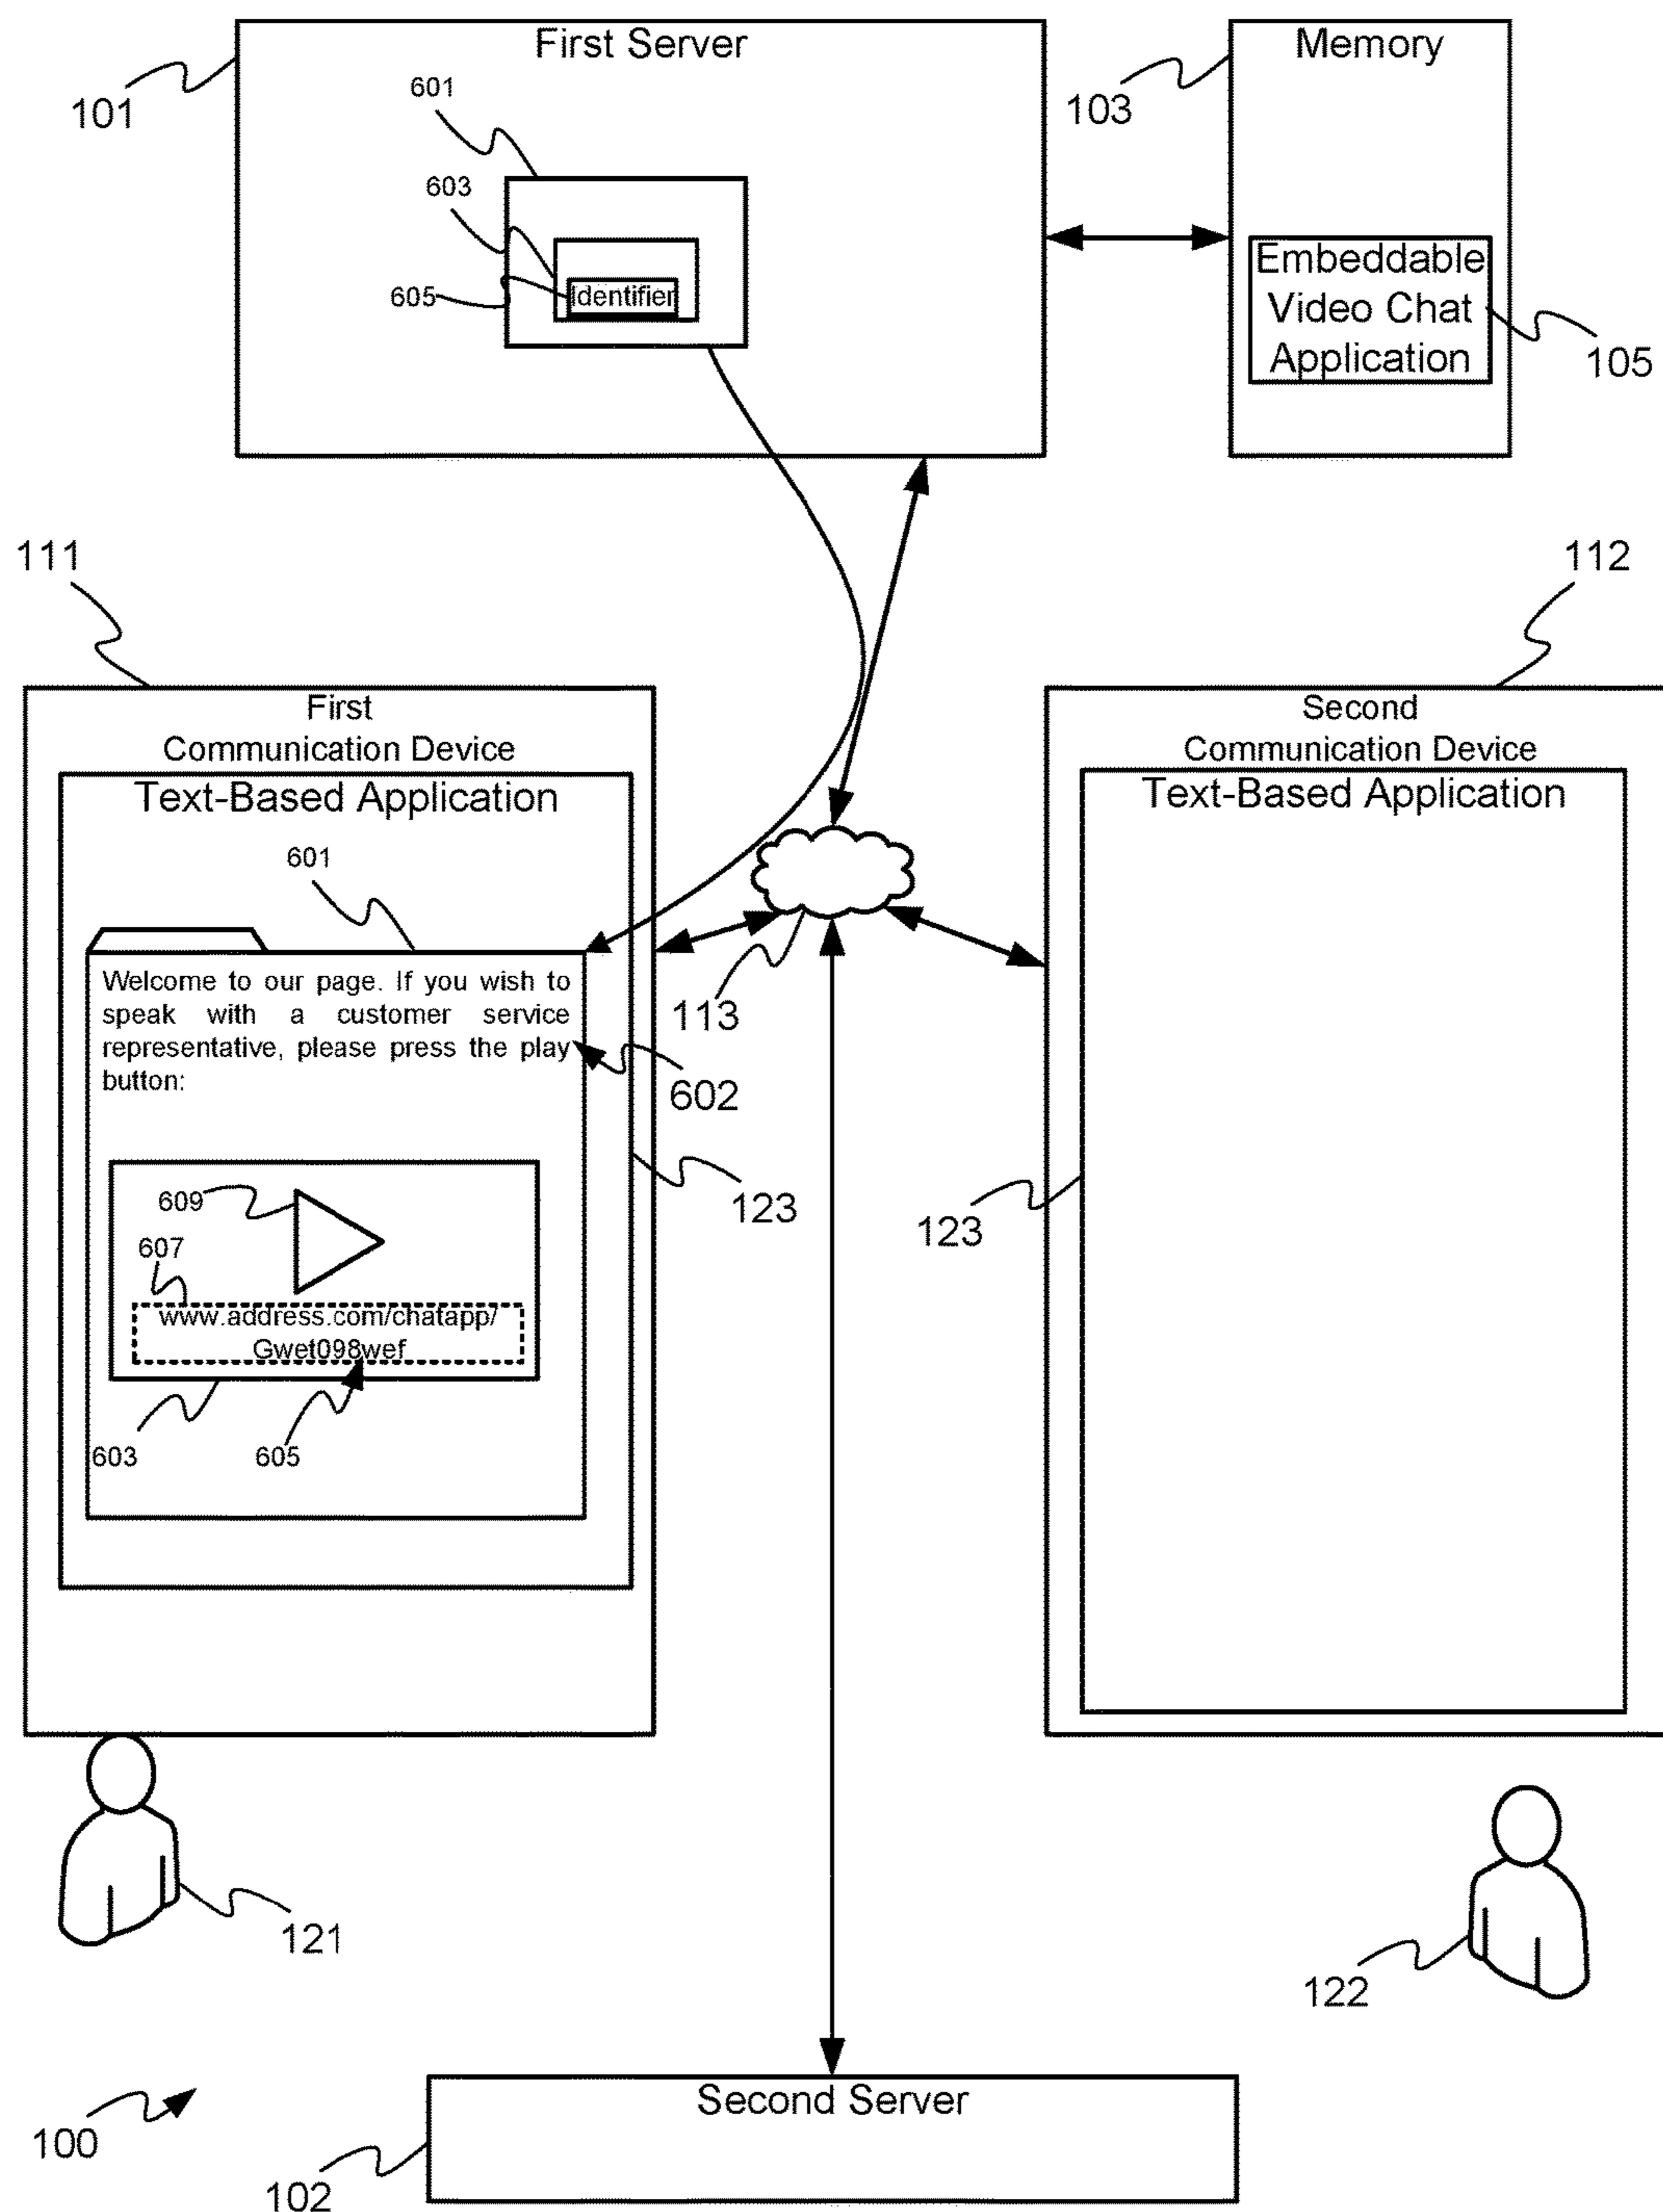 First Server
Memory
101
601
103
603
605
Identifier
Embeddable
Video Chat
Application
105
111
112
First
Communication Device
Text-Based Application
601
Second
Communication Device
Text-Based Application
Welcome to our page. If you wish to
speak with a customer service
representative, please press the play
button:
113
602
609
123
123
607
www.address.com/chatapp/
Gwet098wef
603
605
121
122
Second Server
100
102